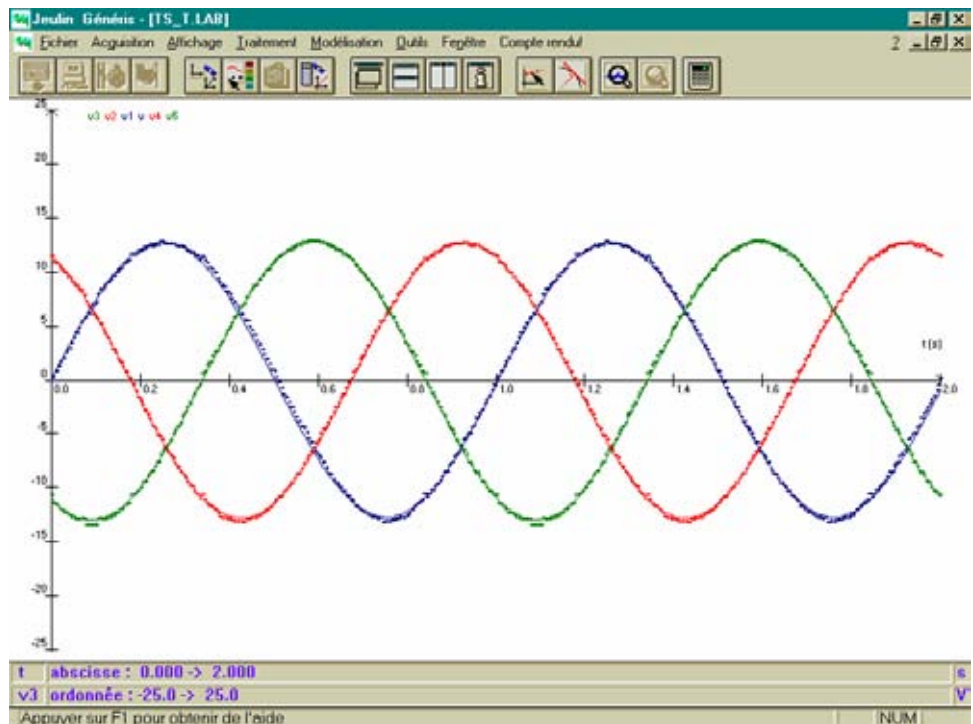 Jeulin Généris - [TS_T.LAB]
Fichier Acquisition Affichage Traitement Modélisation Outils Fenêtre Compte rendu! 2
25 v3 v2 v1 v v4 v5
20
15
10
5
t(s)
0 0.0 0.2 0.4 0.6 0.8 1.0 1.2 1.4 1.6 1.8 2.0
-5
-10
-15
-20
-25
t abscisse : 0.000 -> 2.000 s
v3 ordonnée : -25.0 -> 25.0 V
Appuyer sur F1 pour obtenir de l'aide NUM